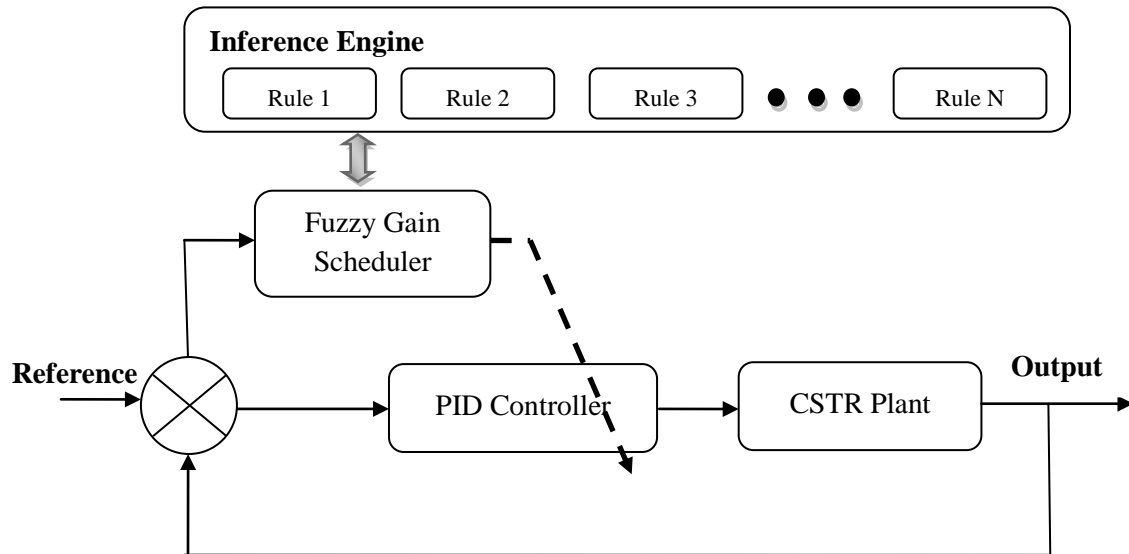 Inference Engine
Rule 1
Rule 2
Rule 3
Rule N
Fuzzy Gain
Scheduler
Reference
PID Controller
CSTR Plant
Output